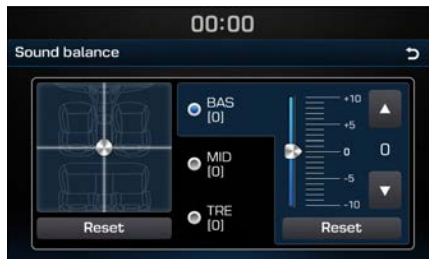 00:00
Sound balance
BAS
[0]
MID
[0]
TRE
[0]
+10
+5
0
-5
-10
0
Reset
Reset